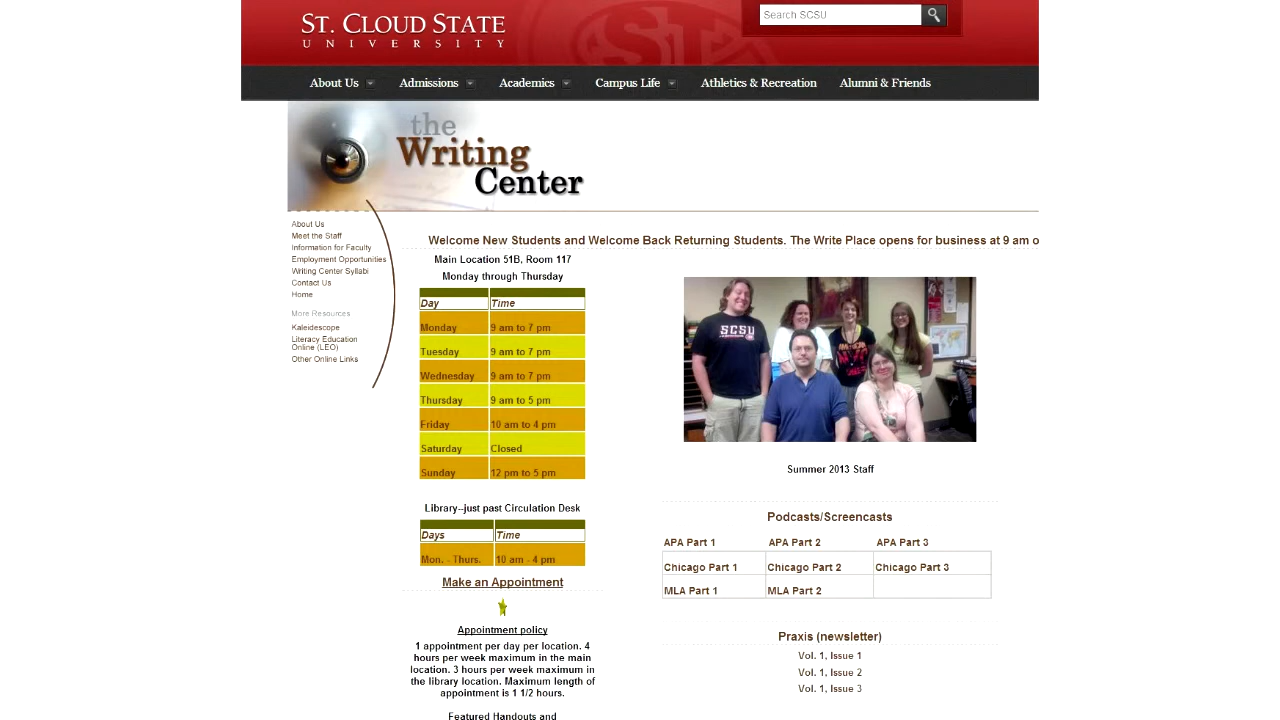 St. Cloud State
UNIVERSITY
Search SCSU
About Us Admissions Academics Campus Life Athletics & Recreation Alumni & Friends
the
Writing
Center
About Us
Meet the Staff
Information for Faculty
Employment Opportunities
Writing Center Syllabi
Contact Us
Home
More Resources
Kaleidescope
Literacy Education
Online (LEO)
Other Online Links
Welcome New Students and Welcome Back Returning Students. The Write Place opens for business at 9 am o
Main Location 51B, Room 117
Monday through Thursday
Day Time
Monday 9 am to 7 pm
Tuesday 9 am to 7 pm
Wednesday 9 am to 7 pm
Thursday 9 am to 5 pm
Friday 10 am to 4 pm
Saturday Closed
Sunday 12 pm to 5 pm
Library--just past Circulation Desk
Days Time
Mon. - Thurs. 10 am - 4 pm
Make an Appointment
Appointment policy
1 appointment per day per location. 4
hours per week maximum in the main
location. 3 hours per week maximum in
the library location. Maximum length of
appointment is 1 1/2 hours.
Featured Handouts and
SCSU
Summer 2013 Staff
Podcasts/Screencasts
APA Part 1 APA Part 2 APA Part 3
Chicago Part 1 Chicago Part 2 Chicago Part 3
MLA Part 1 MLA Part 2
Praxis (newsletter)
Vol. 1, Issue 1
Vol. 1, Issue 2
Vol. 1, Issue 3